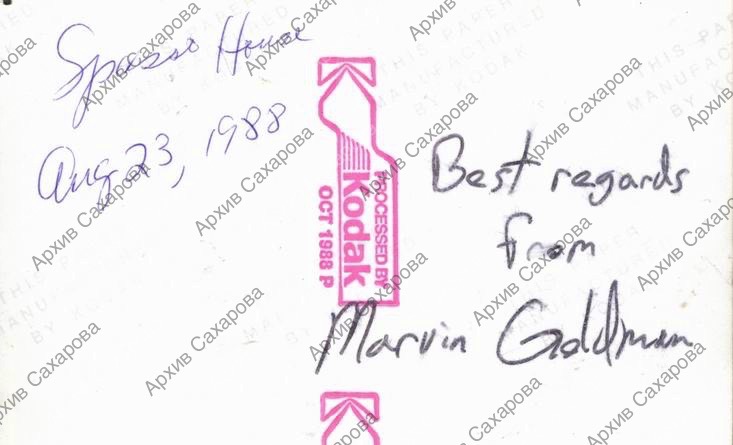 Spasso House
Aug 23, 1988
PROCESSED BY
Kodak
OCT 1988 P
Best regards
from
Marvin Goldman
THIS PAPER
MANUFACTURED
BY KODAK
Архив Сахарова